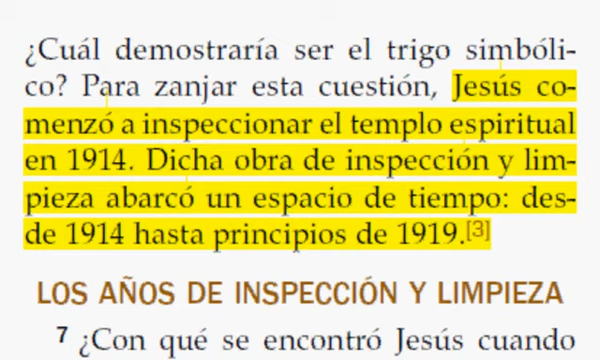 ¿Cuál demostraría ser el trigo simbóli-
co? Para zanjar esta cuestión, Jesús co-
menzó a inspeccionar el templo espiritual
en 1914. Dicha obra de inspección y lim-
pieza abarcó un espacio de tiempo: des-
de 1914 hasta principios de 1919.[3]
LOS AÑOS DE INSPECCIÓN Y LIMPIEZA
7 ¿Con qué se encontró Jesús cuando